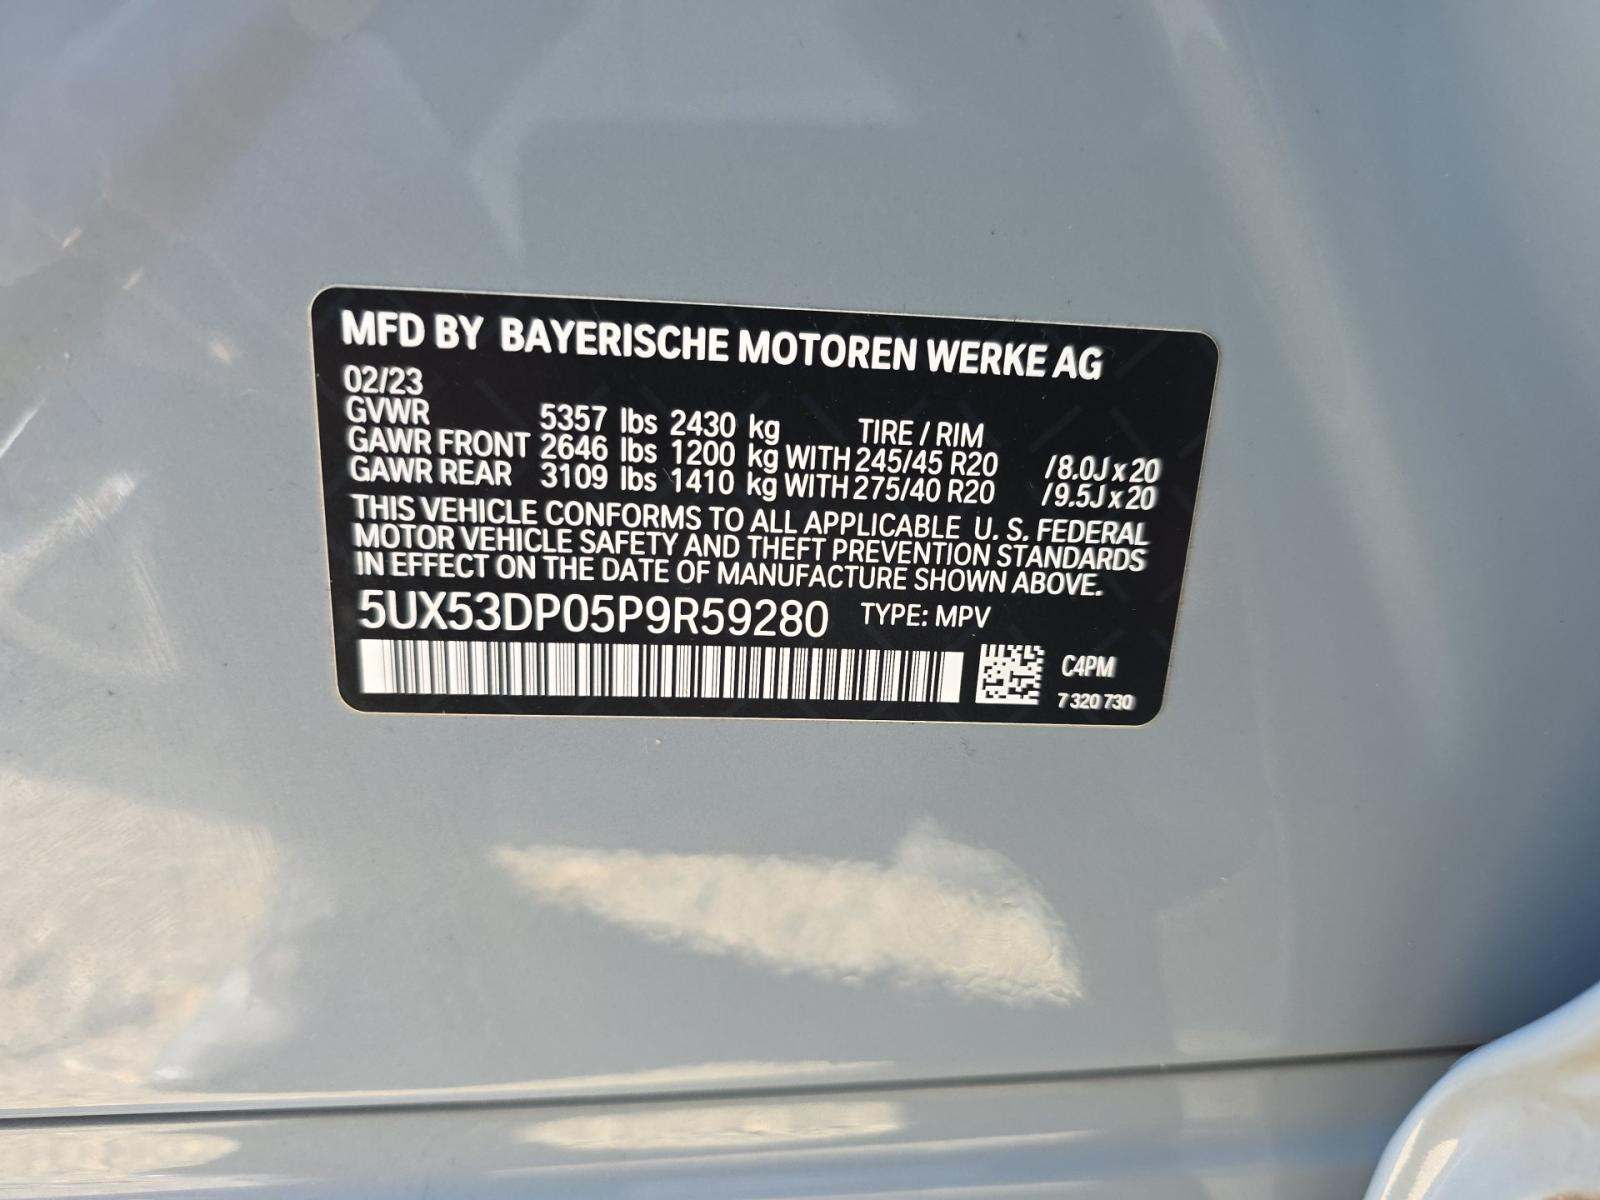 MFD BY BAYERISCHE MOTOREN WERKE AG
02/23
GVWR 5357 lbs 2430 kg TIRE / RIM
GAWR FRONT 2646 lbs 1200 kg WITH 245/45 R20 /8.0J x 20
GAWR REAR 3109 lbs 1410 kg WITH 275/40 R20 /9.5J x 20
THIS VEHICLE CONFORMS TO ALL APPLICABLE U. S. FEDERAL
MOTOR VEHICLE SAFETY AND THEFT PREVENTION STANDARDS
IN EFFECT ON THE DATE OF MANUFACTURE SHOWN ABOVE.
5UX53DP05P9R59280 TYPE: MPV
C4PM
7 320 730